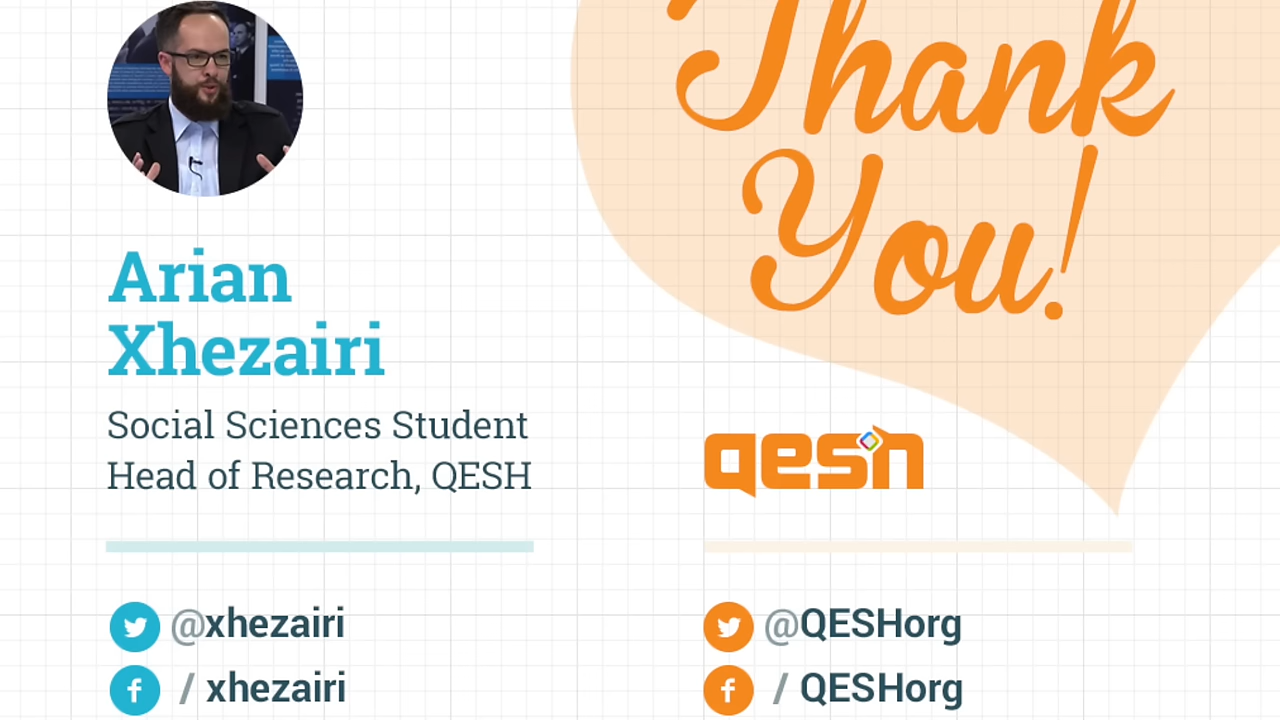 Thank
You!
Arian
Xhezairi
Social Sciences Student
Head of Research, QESH
qesh
@xhezairi
/ xhezairi
@QESHorg
/ QESHorg